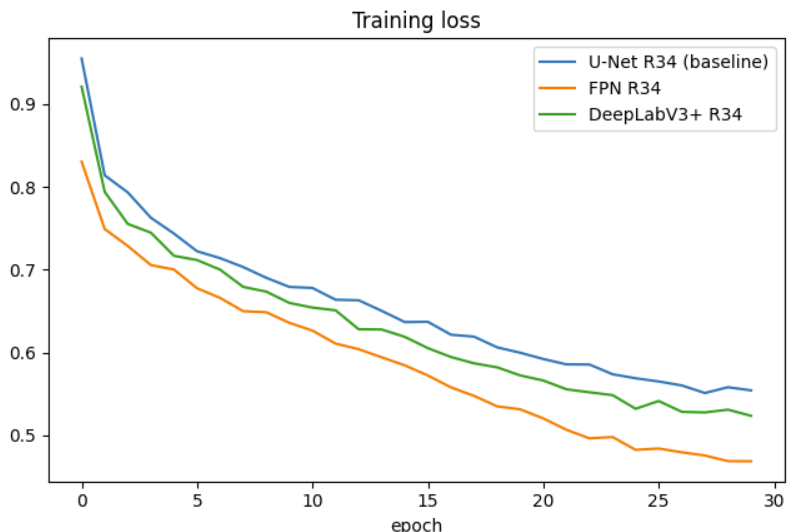 Training loss
U-Net R34 (baseline)
FPN R34
DeepLabV3+ R34
0.9
0.8
0.7
0.6
0.5
0 5 10 15 20 25 30
epoch